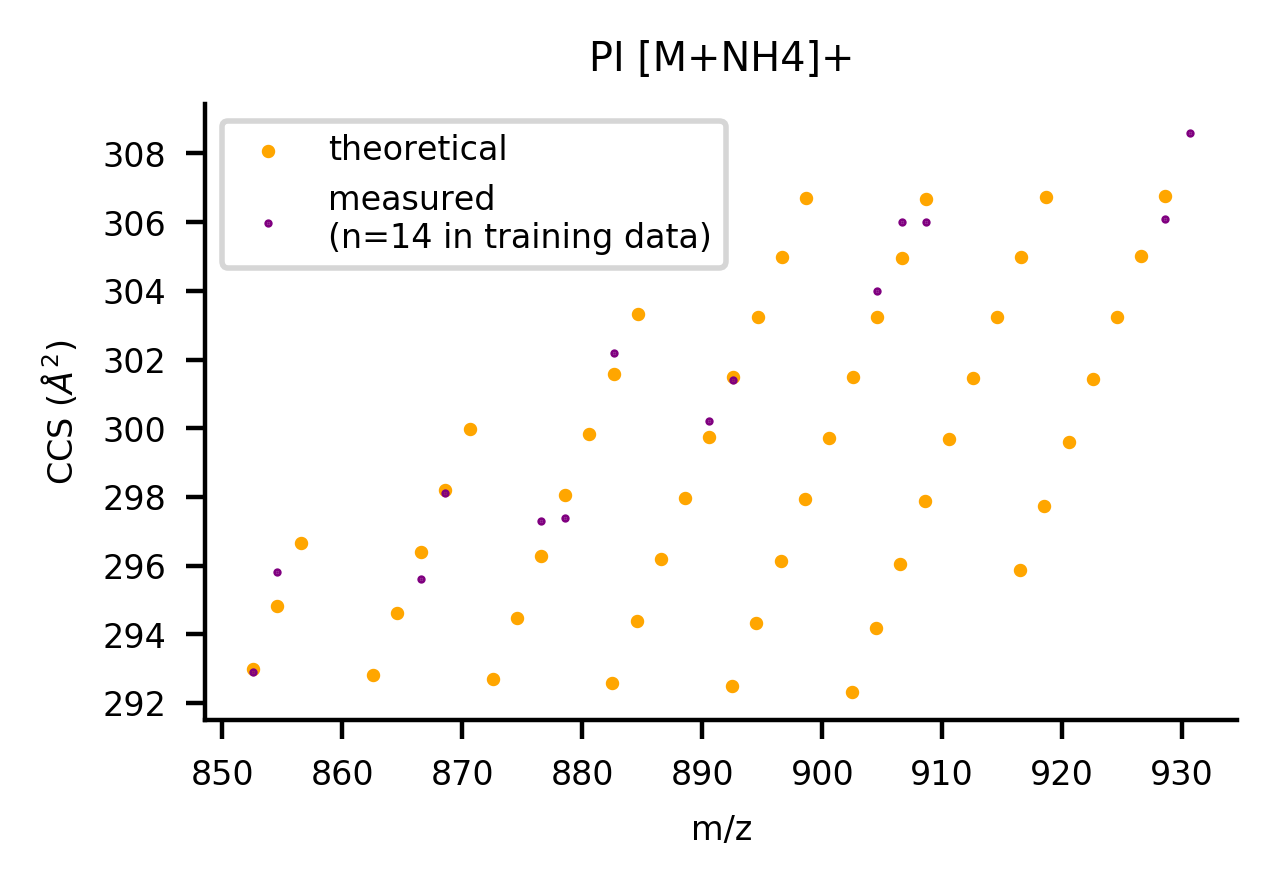 PI [M+NH4]+
theoretical
measured
(n=14 in training data)
308
306
304
302
300
298
296
294
292
CCS (Å²)
850 860 870 880 890 900 910 920 930
m/z